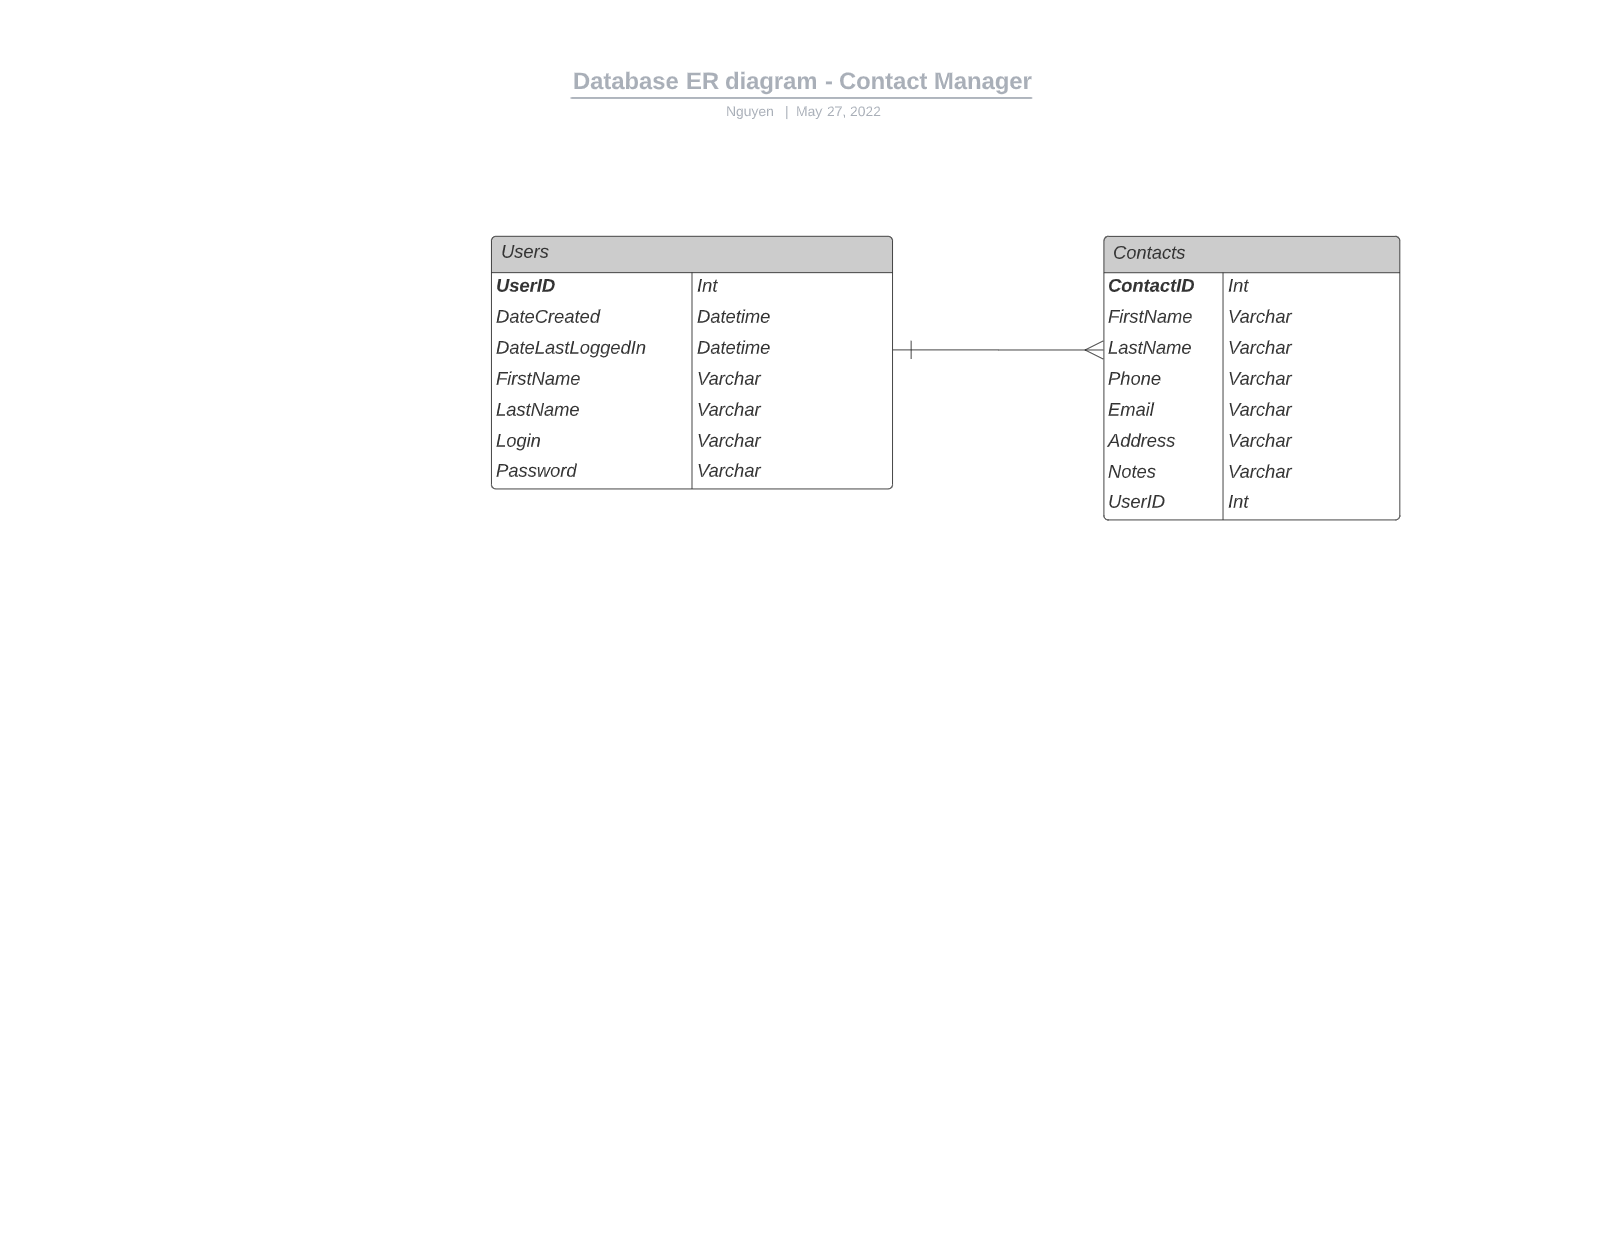 Database ER diagram - Contact Manager
Nguyen | May 27, 2022
Users
UserID Int
DateCreated Datetime
DateLastLoggedIn Datetime
FirstName Varchar
LastName Varchar
Login Varchar
Password Varchar
Contacts
ContactID Int
FirstName Varchar
LastName Varchar
Phone Varchar
Email Varchar
Address Varchar
Notes Varchar
UserID Int